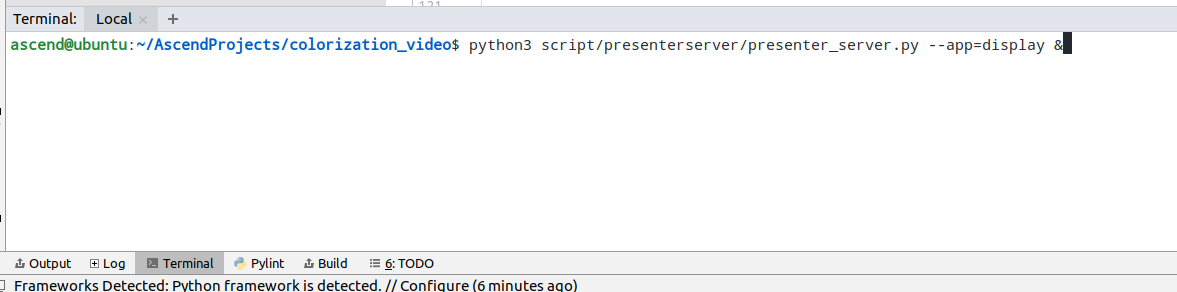 Terminal: Local × +
ascend@ubuntu:~/AscendProjects/colorization_video$ python3 script/presenterserver/presenter_server.py --app=display &
Output Log Terminal Pylint Build 6: TODO
Frameworks Detected: Python framework is detected. // Configure (6 minutes ago)